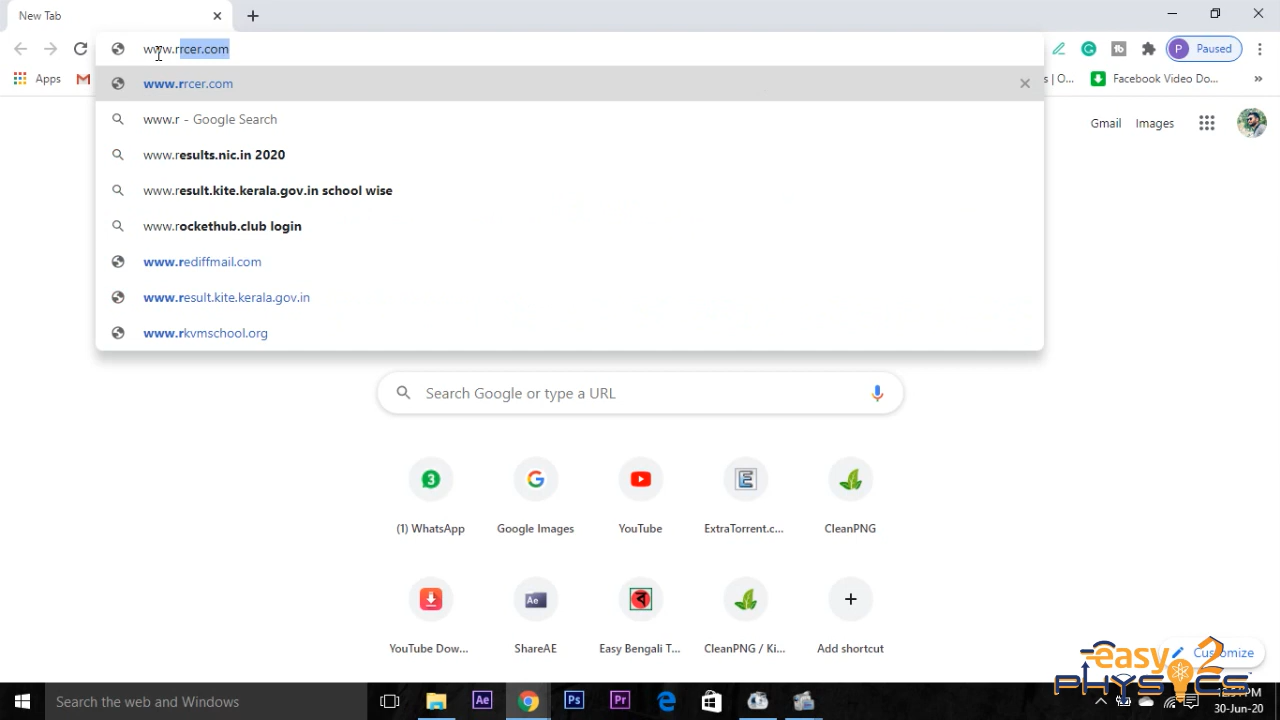 New Tab
www.rrcer.com
Paused
Apps
s | O...
Facebook Video Do...
»
www.rrcer.com
www.r - Google Search
Gmail
Images
www.results.nic.in 2020
www.result.kite.kerala.gov.in school wise
www.rockethub.club login
www.rediffmail.com
www.result.kite.kerala.gov.in
www.rkvmschool.org
Search Google or type a URL
(1) WhatsApp
Google Images
YouTube
ExtraTorrent.c...
CleanPNG
YouTube Dow...
ShareAE
Easy Bengali T...
CleanPNG / Ki...
Add shortcut
Customize
easy2
PHYSICS
Search the web and Windows
30-Jun-20